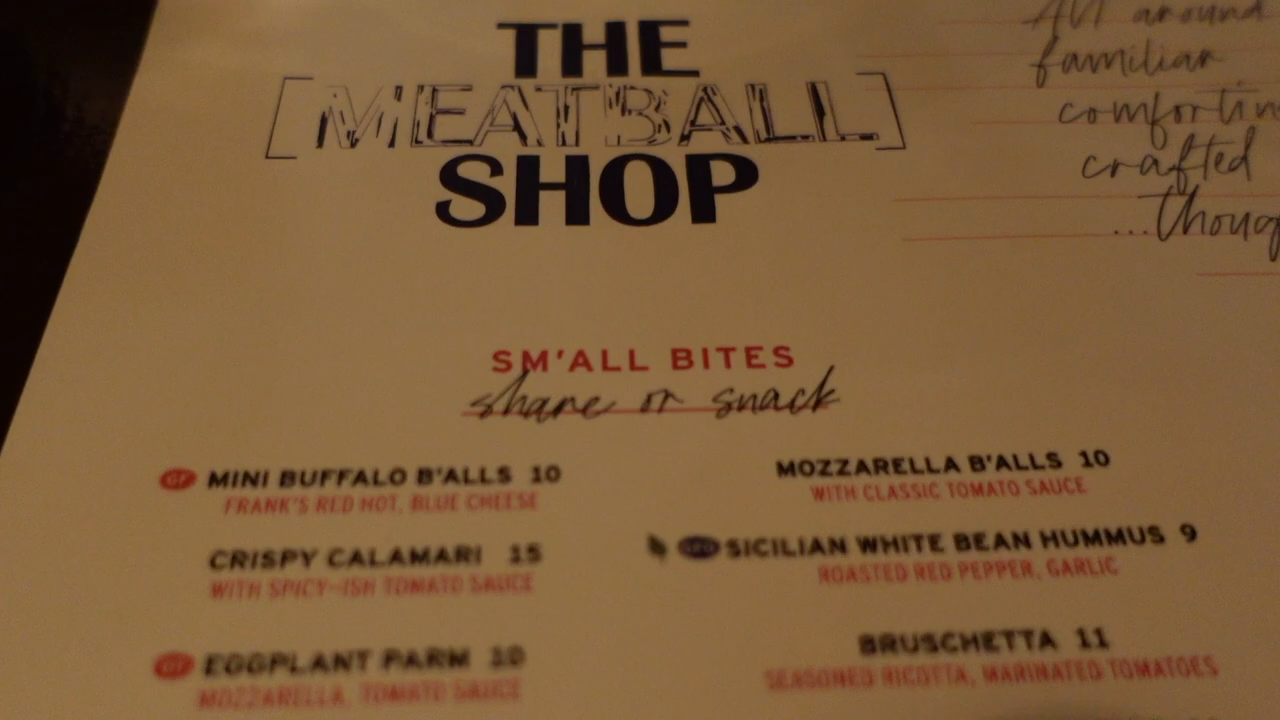 THE
[MEATBALL]
SHOP
All around
familiar
comfortin
crafted
...thoug
SM'ALL BITES
share or snack
GF MINI BUFFALO B'ALLS 10
FRANK'S RED HOT, BLUE CHEESE
CRISPY CALAMARI 15
WITH SPICY-ISH TOMATO SAUCE
GF EGGPLANT PARM 10
MOZZARELLA, TOMATO SAUCE
MOZZARELLA B'ALLS 10
WITH CLASSIC TOMATO SAUCE
SICILIAN WHITE BEAN HUMMUS 9
ROASTED RED PEPPER, GARLIC
BRUSCHETTA 11
SEASONED RICOTTA, MARINATED TOMATOES